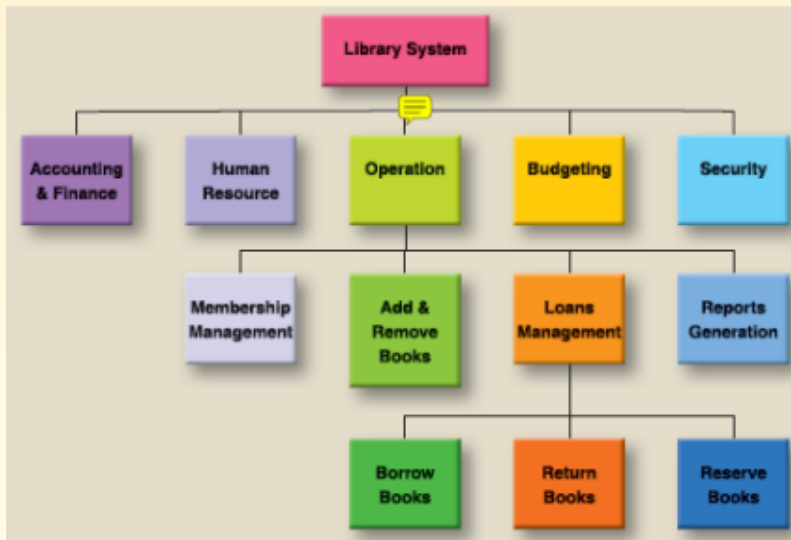 Library System
Accounting
& Finance
Human
Resource
Operation
Budgeting
Security
Membership
Management
Add &
Remove
Books
Loans
Management
Reports
Generation
Borrow
Books
Return
Books
Reserve
Books